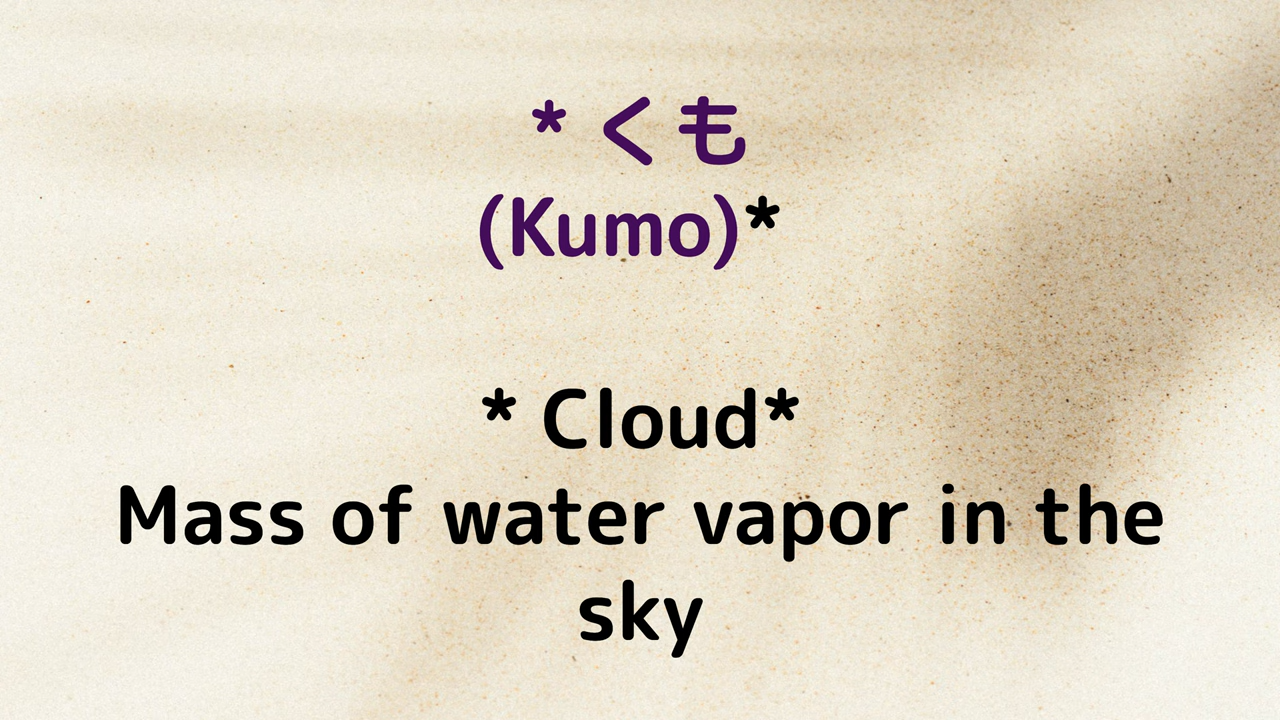 * くも
(Kumo)*
* Cloud*
Mass of water vapor in the
sky